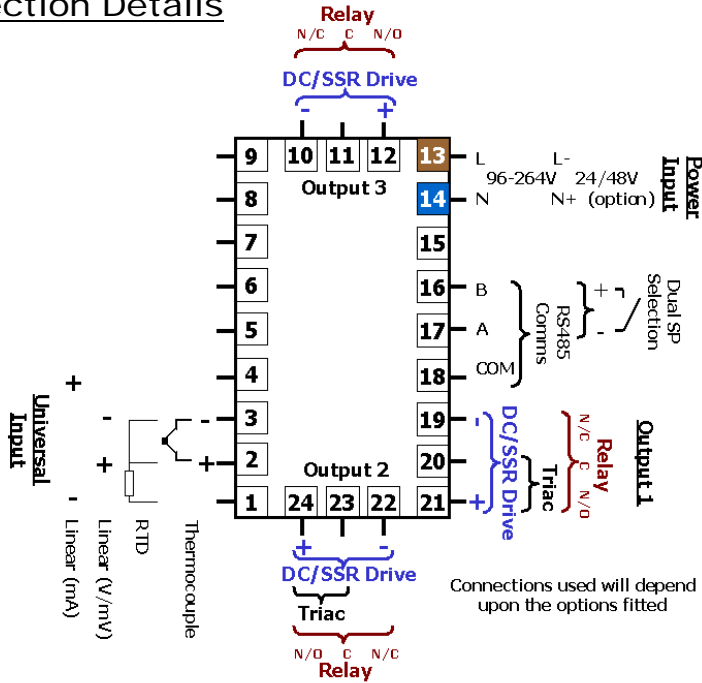 ection Details
Relay
N/C C N/O
DC/SSR Drive
- +
9 10 11 12 13 L L-
Output 3
96-264V 24/48V
8 14 N N+ (option)
Power
Input
7 15
6 16 B
5 17 A
4 18 COM
RS485
Comms
+
-
Dual SP
Selection
3 19 -
2 20
Output 2
1 24 23 22 21 +
DC/SSR Drive
Triac
N/C C N/O
Relay
Output 1
Universal
Input
+
-
-
+
-
+
Linear (mA)
Linear (V/mV)
RTD
Thermocouple
+ -
DC/SSR Drive
Triac
N/O C N/C
Relay
Connections used will depend
upon the options fitted